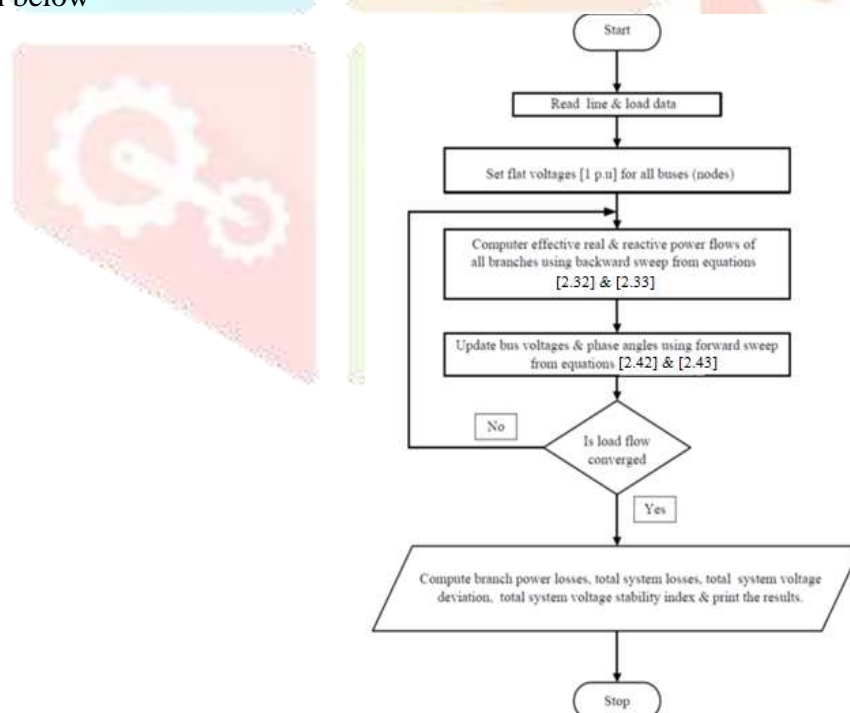 below
Start
Read line & load data
Set flat voltages [1 p.u] for all buses (nodes)
Computer effective real & reactive power flows of
all branches using backward sweep from equations
[2.32] & [2.33]
Update bus voltages & phase angles using forward sweep
from equations [2.42] & [2.43]
No
Is load flow
converged
Yes
Compute branch power losses, total system losses, total system voltage
deviation, total system voltage stability index & print the results.
Stop